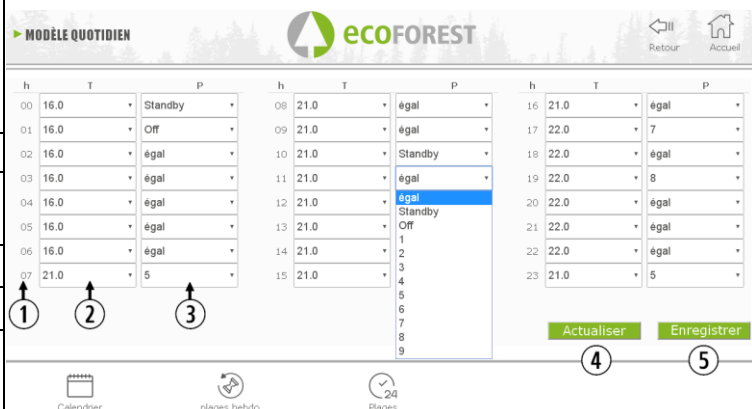 MODÈLE QUOTIDIEN
ecoFOREST
Retour
Accueil
h T P
00 16.0 Standby
01 16.0 Off
02 16.0 égal
03 16.0 égal
04 16.0 égal
05 16.0 égal
06 16.0 égal
07 21.0 5
h T P
08 21.0 égal
09 21.0 égal
10 21.0 Standby
11 21.0 égal
12 21.0
13 21.0
14 21.0
15 21.0
égal
Standby
Off
1
2
3
4
5
6
7
8
9
h T P
16 21.0 égal
17 22.0 7
18 22.0 égal
19 22.0 8
20 22.0 égal
21 22.0 égal
22 22.0 égal
23 21.0 5
1
2
3
Actualiser
Enregistrer
4
5
24
Calendrier
plages hebdo
Plages